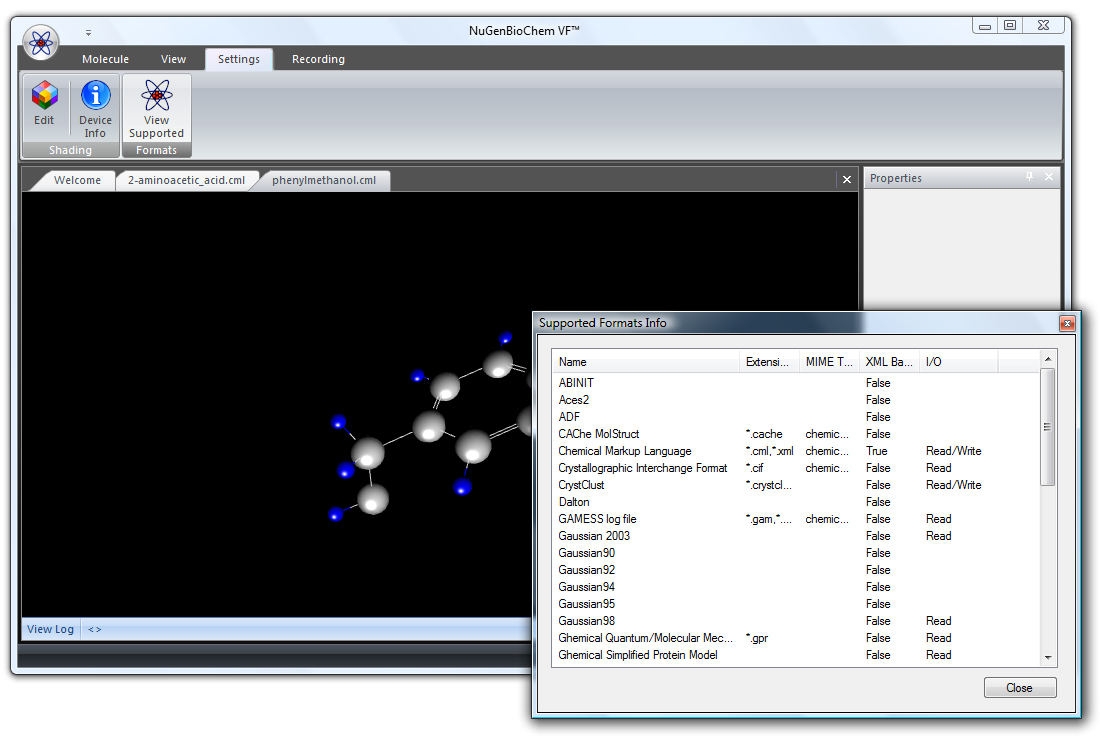 NuGenBioChem VF™
Molecule View Settings Recording
Edit Device Info View Supported
Shading Formats
Welcome 2-aminoacetic_acid.cml phenylmethanol.cml
Properties
Supported Formats Info
Name Extensi... MIME T... XML Ba... I/O
ABINIT False
Aces2 False
ADF False
CAChe MolStruct *.cache chemic... False
Chemical Markup Language *.cml,*.xml chemic... True Read/Write
Crystallographic Interchange Format *.cif chemic... False Read
CrystClust *.crystcl... False Read/Write
Dalton False
GAMESS log file *.gam,*.... chemic... False Read
Gaussian 2003 False Read
Gaussian90 False
Gaussian92 False
Gaussian94 False
Gaussian95 False
Gaussian98 False Read
Ghemical Quantum/Molecular Mec... *.gpr False Read
Ghemical Simplified Protein Model False Read
View Log <>
Close